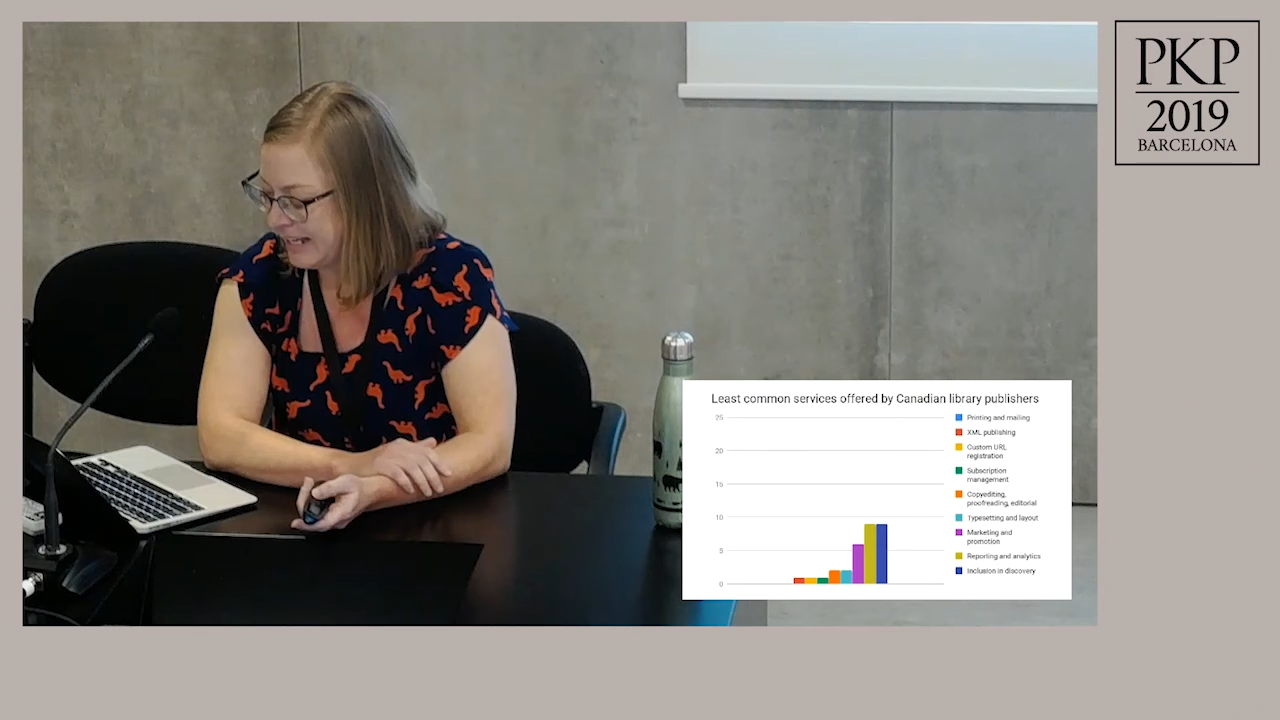 PKP
2019
BARCELONA
Least common services offered by Canadian library publishers
25
20
15
10
5
0
Printing and mailing
XML publishing
Custom URL
registration
Subscription
management
Copyediting,
proofreading, editorial
Typesetting and layout
Marketing and
promotion
Reporting and analytics
Inclusion in discovery